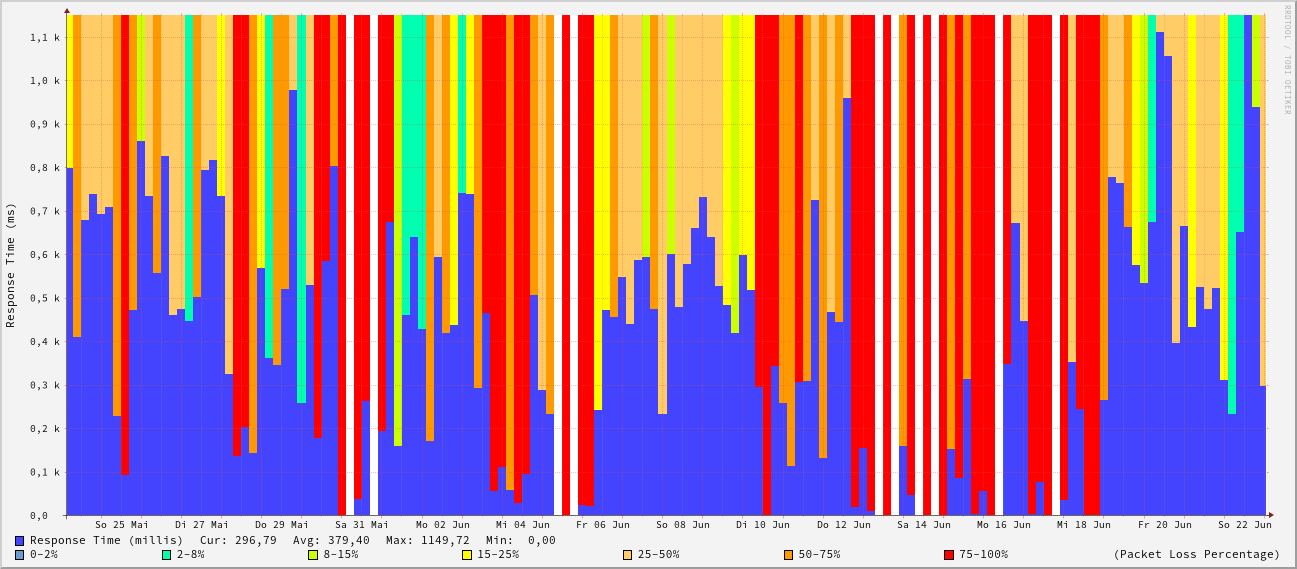 RRDTOOL / TOBI OETIKER
Response Time (ms)
1,1 k
1,0 k
0,9 k
0,8 k
0,7 k
0,6 k
0,5 k
0,4 k
0,3 k
0,2 k
0,1 k
0,0
So 25 Mai Di 27 Mai Do 29 Mai Sa 31 Mai Mo 02 Jun Mi 04 Jun Fr 06 Jun So 08 Jun Di 10 Jun Do 12 Jun Sa 14 Jun Mo 16 Jun Mi 18 Jun Fr 20 Jun So 22 Jun
Response Time (millis) Cur: 296,79 Avg: 379,40 Max: 1149,72 Min: 0,00
0-2% 2-8% 8-15% 15-25% 25-50% 50-75% 75-100% (Packet Loss Percentage)